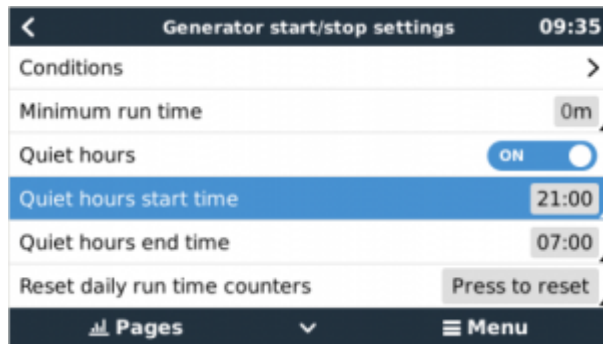 Generator start/stop settings 09:35
Conditions
Minimum run time 0m
Quiet hours ON
Quiet hours start time 21:00
Quiet hours end time 07:00
Reset daily run time counters Press to reset
Pages Menu